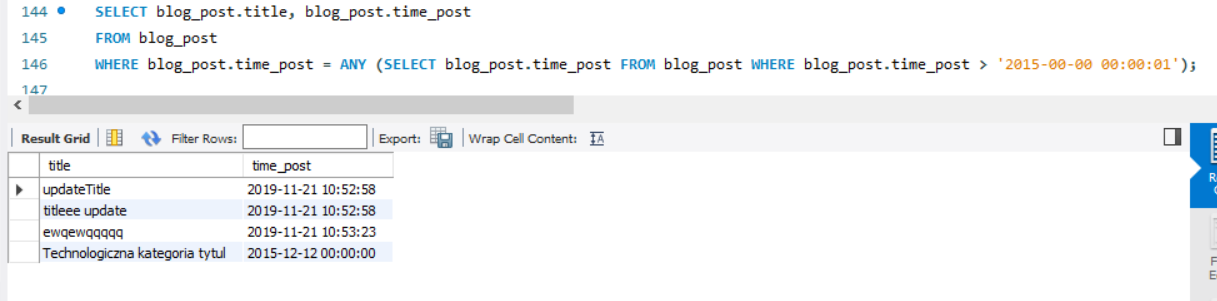 144 SELECT blog_post.title, blog_post.time_post
145 FROM blog_post
146 WHERE blog_post.time_post = ANY (SELECT blog_post.time_post FROM blog_post WHERE blog_post.time_post > '2015-00-00 00:00:01');
147
Result Grid Filter Rows: Export: Wrap Cell Content:
title time_post
updateTitle 2019-11-21 10:52:58
titleee update 2019-11-21 10:52:58
ewqewqqqqq 2019-11-21 10:53:23
Technologiczna kategoria tytul 2015-12-12 00:00:00